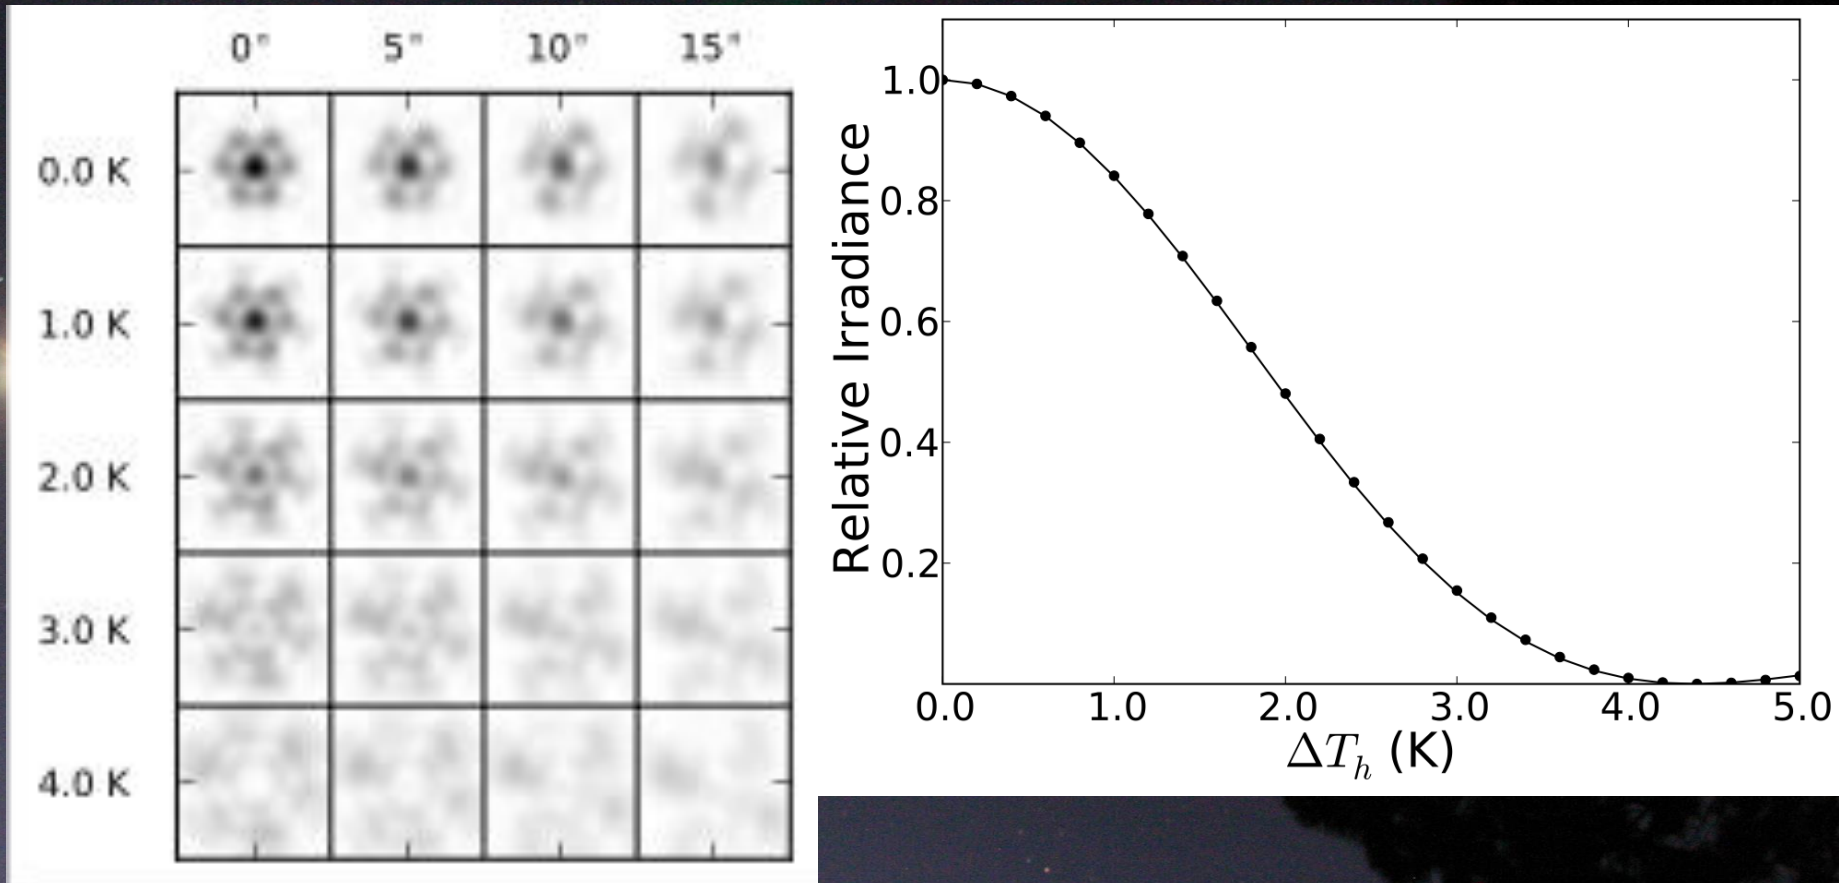 0" 5" 10" 15"
0.0 K
1.0 K
2.0 K
3.0 K
4.0 K
Relative Irradiance
1.0
0.8
0.6
0.4
0.2
0.0 1.0 2.0 3.0 4.0 5.0
ΔT_h (K)